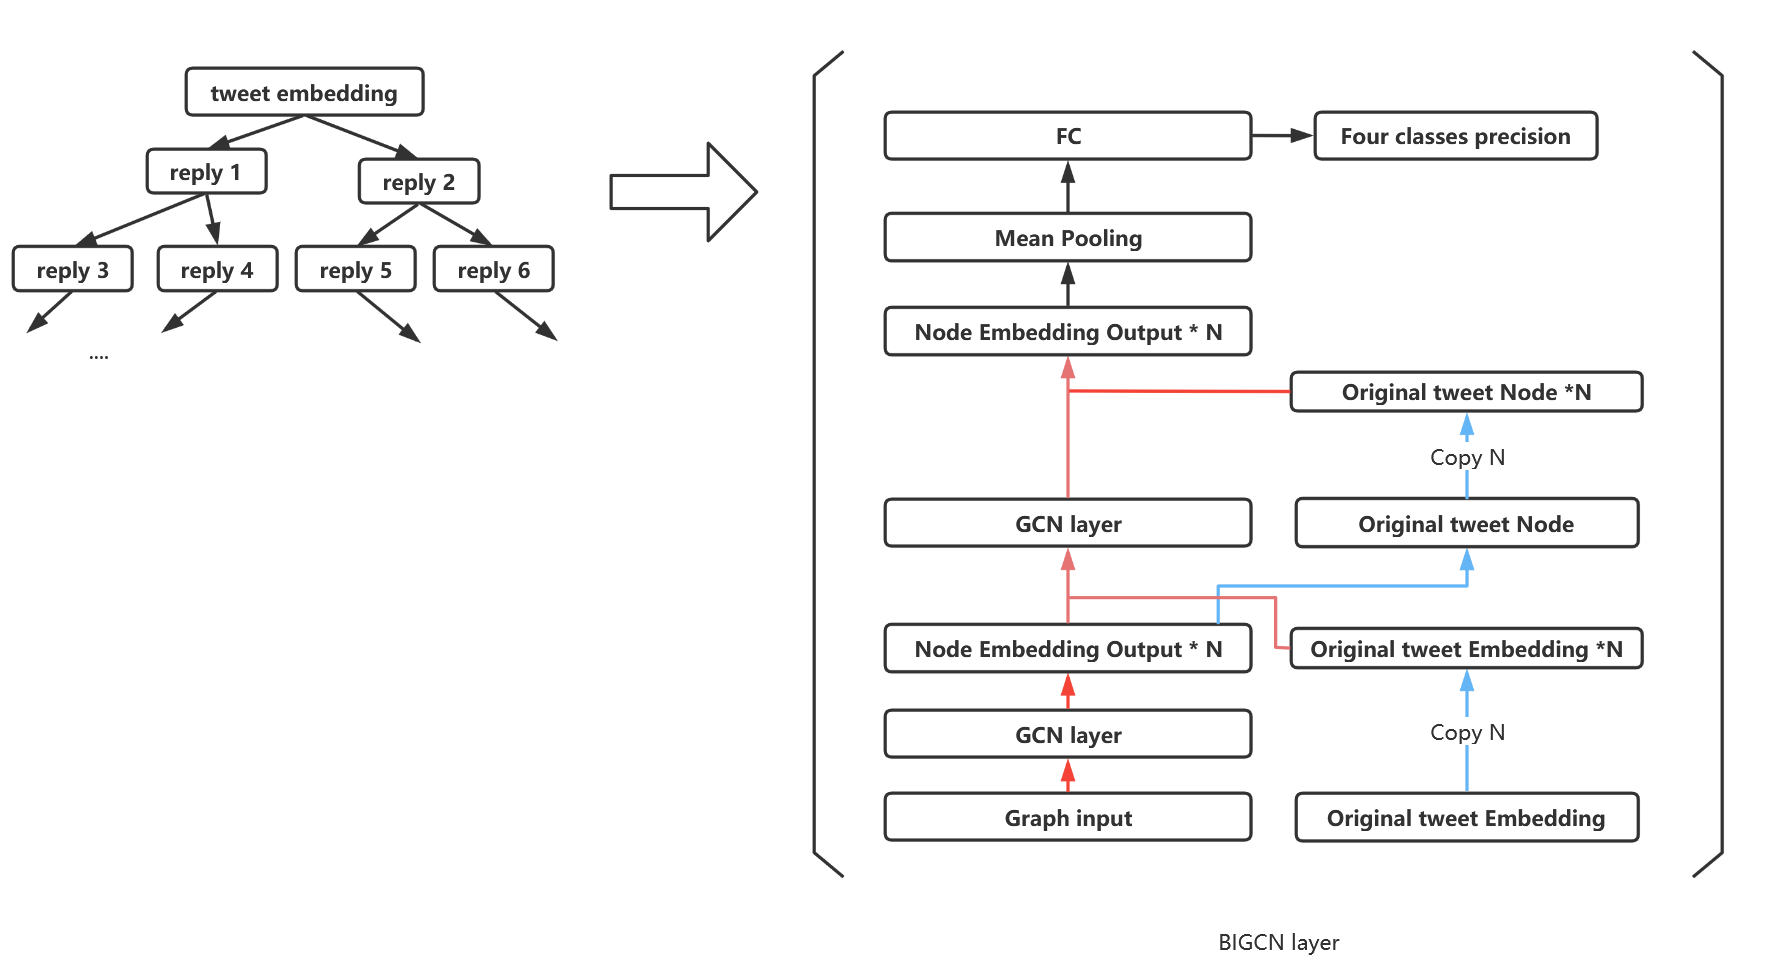 tweet embedding
reply 1
reply 2
reply 3
reply 4
reply 5
reply 6
....
FC
Four classes precision
Mean Pooling
Node Embedding Output * N
Original tweet Node *N
Copy N
GCN layer
Original tweet Node
Node Embedding Output * N
Original tweet Embedding *N
GCN layer
Copy N
Graph input
Original tweet Embedding
BIGCN layer